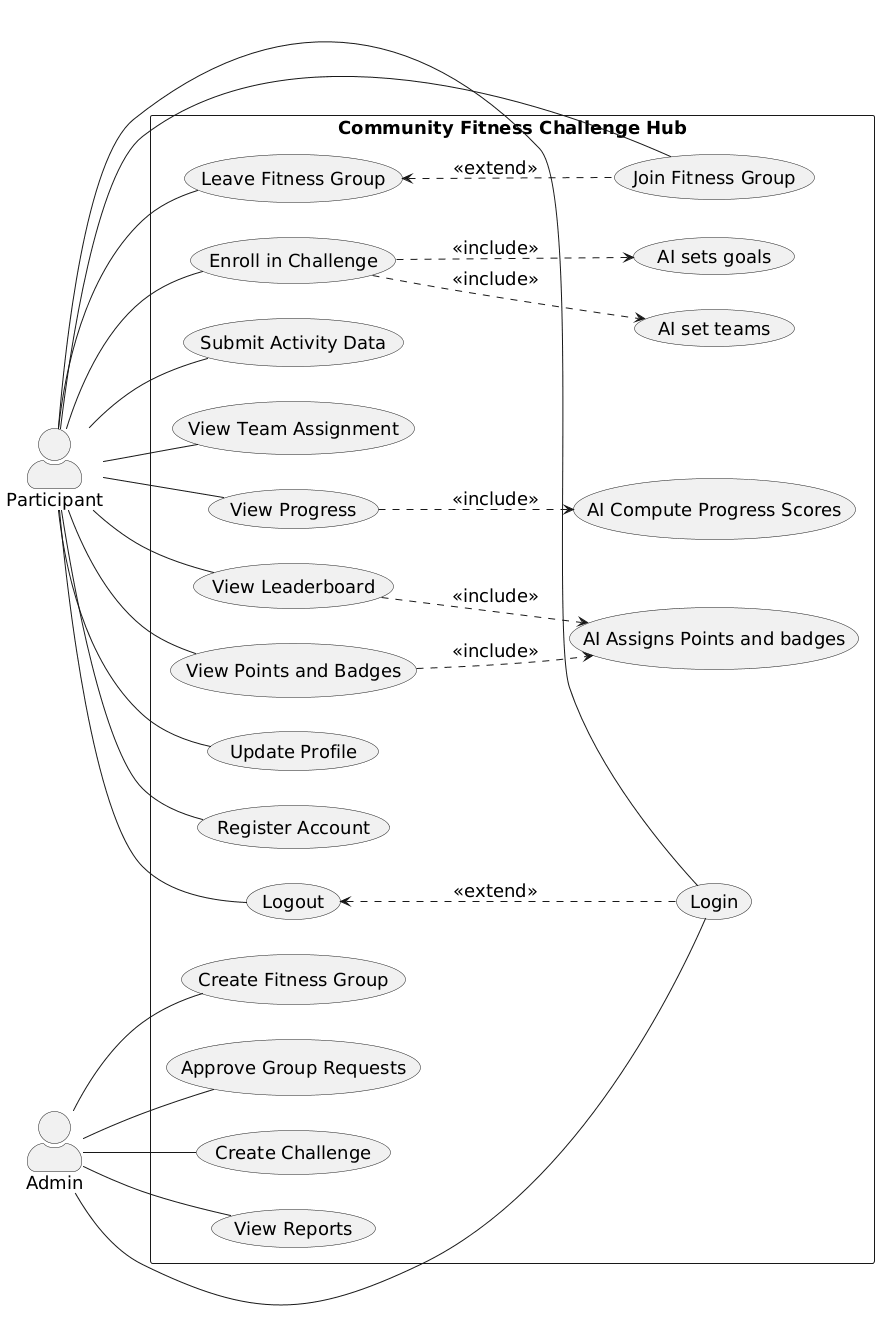 Community Fitness Challenge Hub
Leave Fitness Group
«extend»
Join Fitness Group
Enroll in Challenge
«include»
AI sets goals
«include»
AI set teams
Submit Activity Data
View Team Assignment
Participant
View Progress
«include»
AI Compute Progress Scores
View Leaderboard
«include»
AI Assigns Points and badges
«include»
View Points and Badges
Update Profile
Register Account
Logout
«extend»
Login
Create Fitness Group
Approve Group Requests
Create Challenge
Admin
View Reports